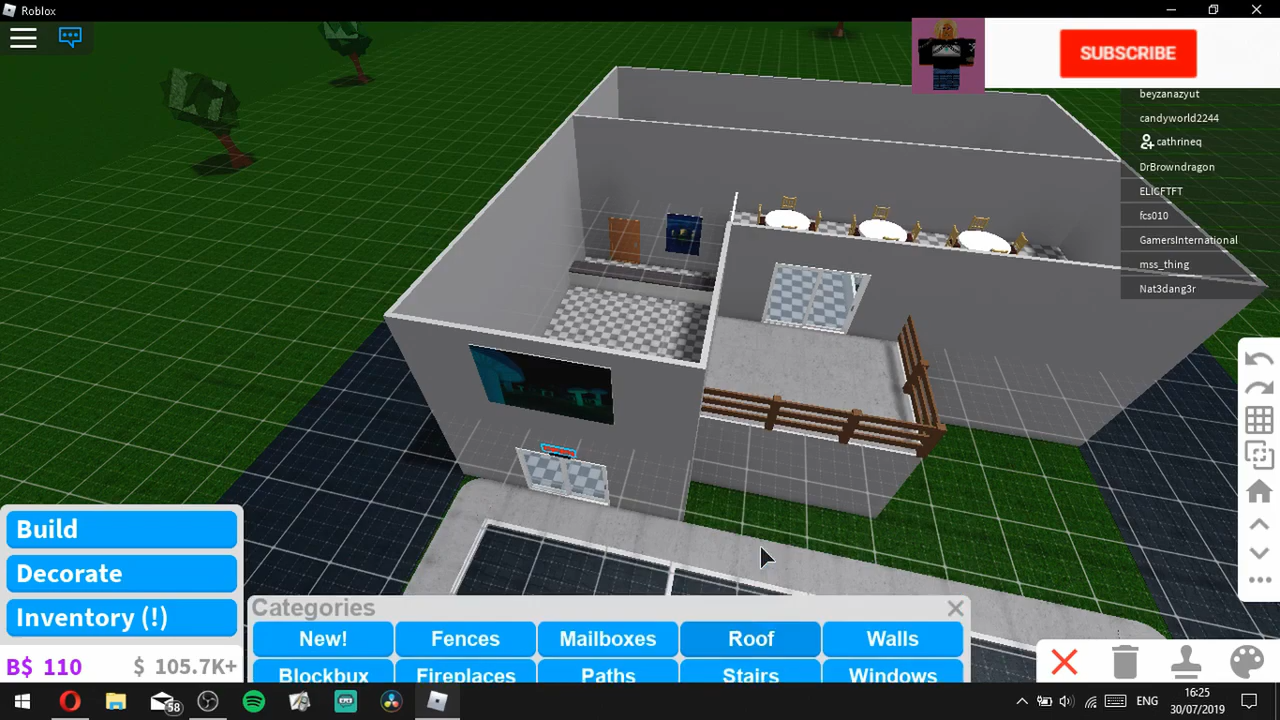 Roblox
SUBSCRIBE
beyzanazyut
candyworld2244
cathrineq
DrBrowndragon
ELICFTFT
fcs010
GamersInternational
mss_thing
Nat3dang3r
Build
Decorate
Inventory (!)
B$ 110
$ 105.7K+
Categories
New!
Fences
Mailboxes
Roof
Walls
Blockbux
Fireplaces
Paths
Stairs
Windows
58
ENG
16:25
30/07/2019